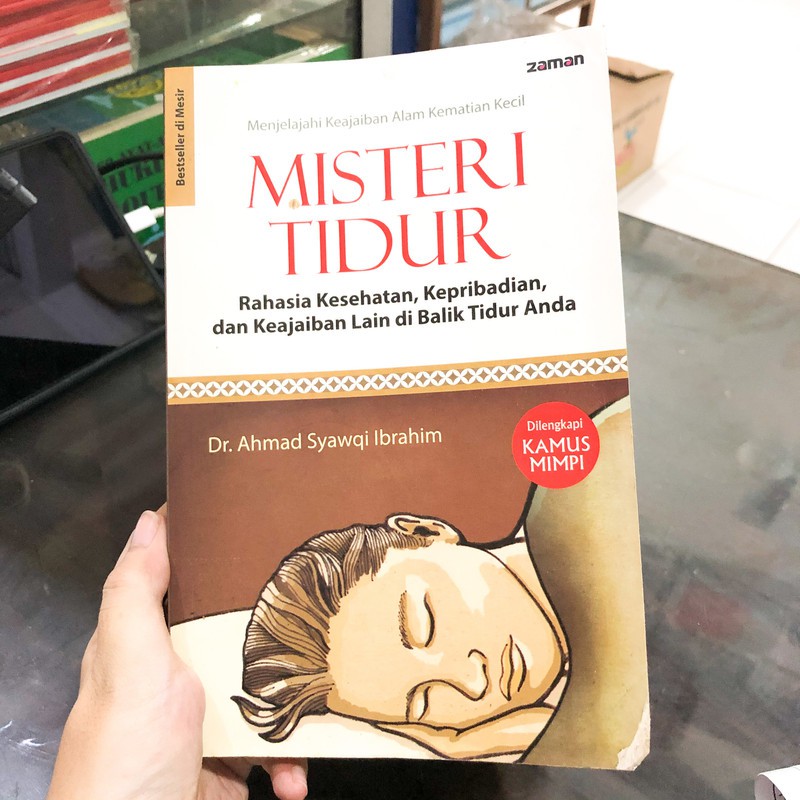 zaman
Bestseller di Mesir
Menjelajahi Keajaiban Alam Kematian Kecil
MISTERI
TIDUR
Rahasia Kesehatan, Kepribadian,
dan Keajaiban Lain di Balik Tidur Anda
Dr. Ahmad Syawqi Ibrahim
Dilengkapi
KAMUS
MIMPI